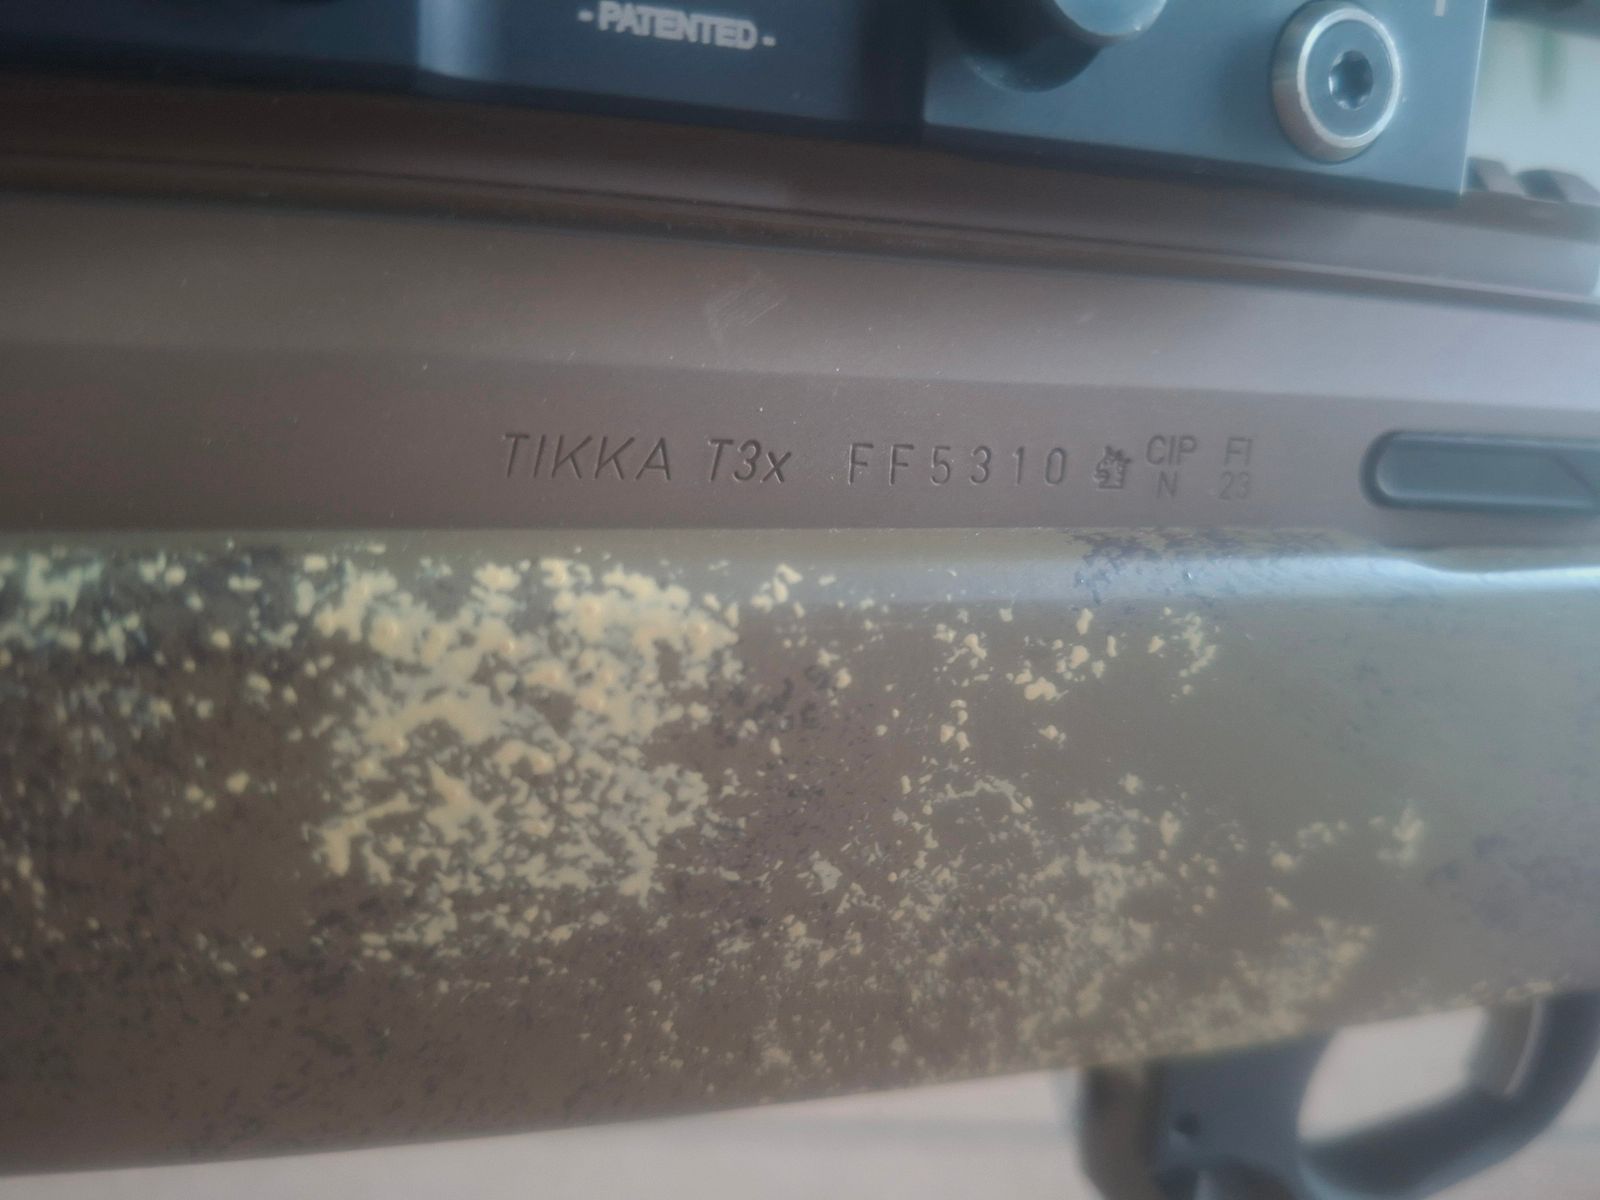 - PATENTED -
TIKKA T3x FF5310 CIP FI
N 23